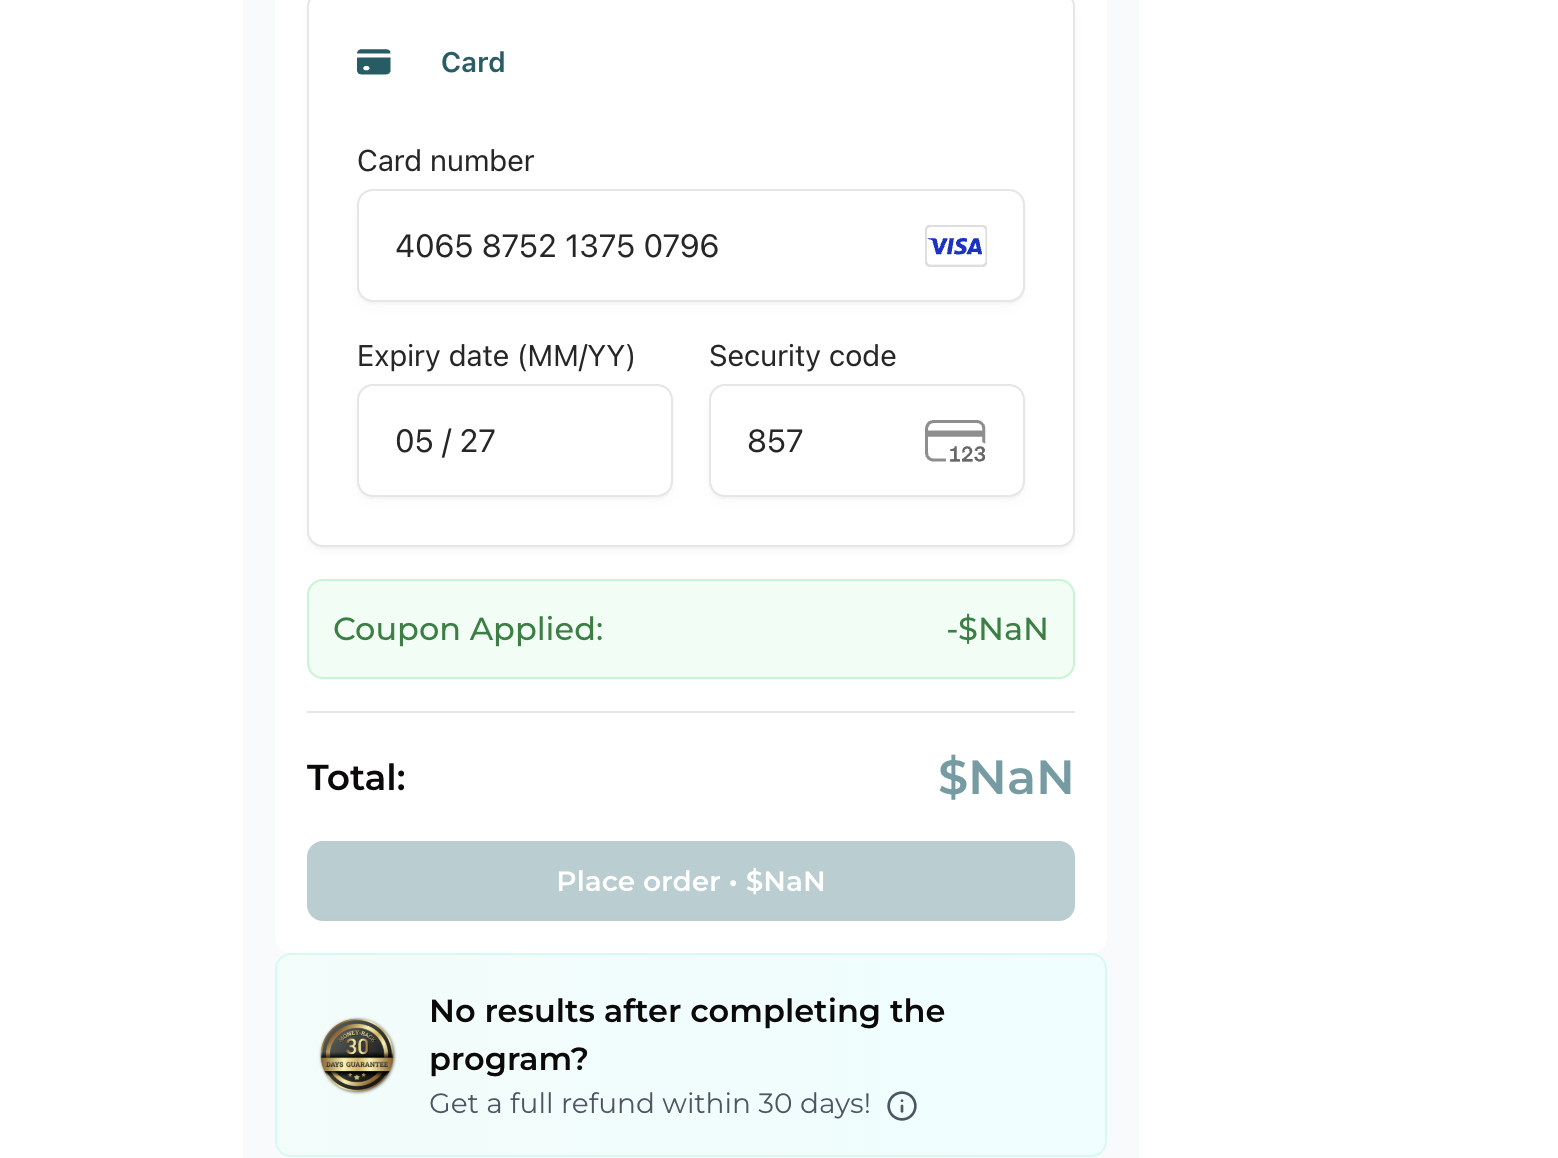 Card
Card number
4065 8752 1375 0796
VISA
Expiry date (MM/YY)
Security code
05 / 27
857
123
Coupon Applied:
-$NaN
Total:
$NaN
Place order • $NaN
MONEY-BACK
30
DAYS GUARANTEE
No results after completing the
program?
Get a full refund within 30 days!